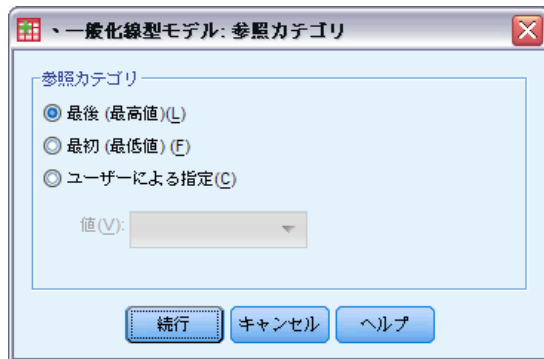 、一般化線型モデル: 参照カテゴリ
参照カテゴリ
最後 (最高値)(L)
最初 (最低値) (F)
ユーザーによる指定(C)
値(V):
続行 キャンセル ヘルプ